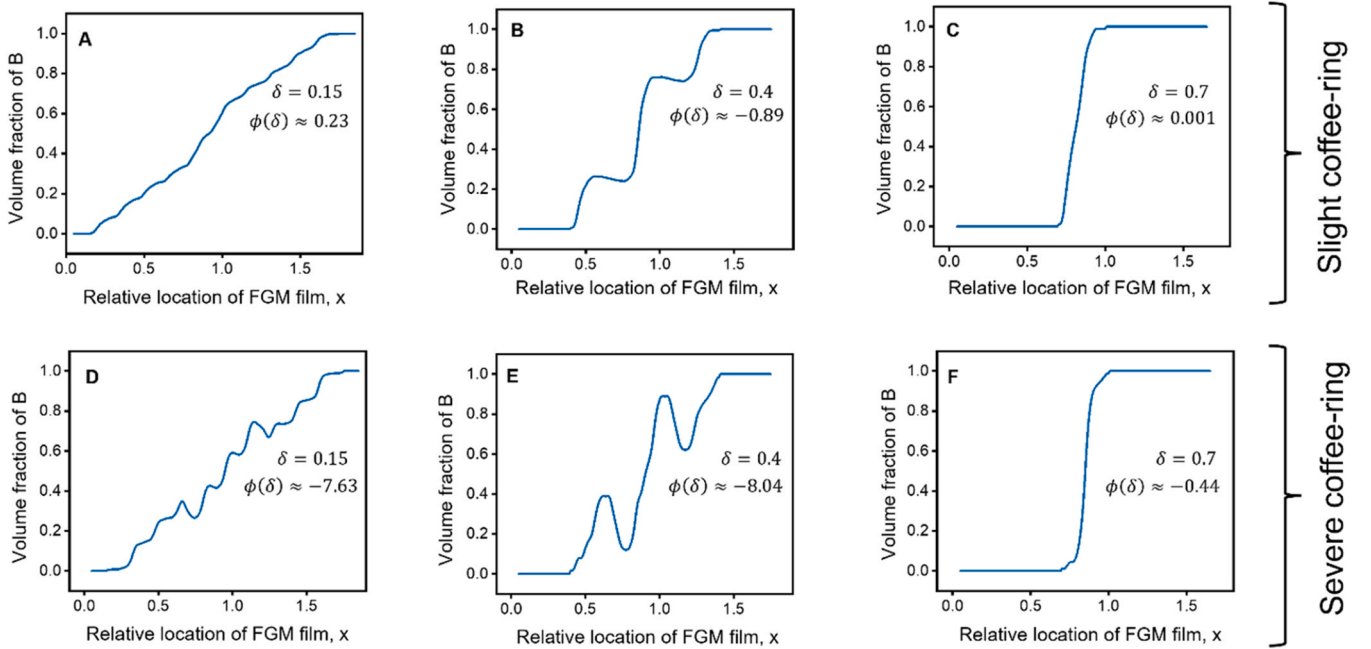 A
Volume fraction of B
1.0
0.8
0.6
0.4
0.2
0.0
δ = 0.15
ϕ(δ) ≈ 0.23
0.0 0.5 1.0 1.5
Relative location of FGM film, x
B
Volume fraction of B
1.0
0.8
0.6
0.4
0.2
0.0
δ = 0.4
ϕ(δ) ≈ −0.89
0.0 0.5 1.0 1.5
Relative location of FGM film, x
C
Volume fraction of B
1.0
0.8
0.6
0.4
0.2
0.0
δ = 0.7
ϕ(δ) ≈ 0.001
0.0 0.5 1.0 1.5
Relative location of FGM film, x
Slight coffee-ring
D
Volume fraction of B
1.0
0.8
0.6
0.4
0.2
0.0
δ = 0.15
ϕ(δ) ≈ −7.63
0.0 0.5 1.0 1.5
Relative location of FGM film, x
E
Volume fraction of B
1.0
0.8
0.6
0.4
0.2
0.0
δ = 0.4
ϕ(δ) ≈ −8.04
0.0 0.5 1.0 1.5
Relative location of FGM film, x
F
Volume fraction of B
1.0
0.8
0.6
0.4
0.2
0.0
δ = 0.7
ϕ(δ) ≈ −0.44
0.0 0.5 1.0 1.5
Relative location of FGM film, x
Severe coffee-ring